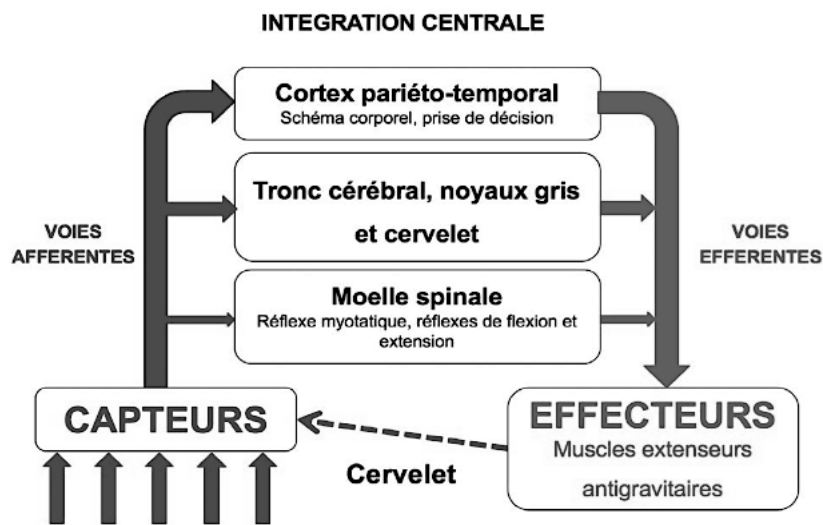 INTEGRATION CENTRALE
Cortex pariéto-temporal
Schéma corporel, prise de décision
Tronc cérébral, noyaux gris
et cervelet
VOIES
AFFERENTES
VOIES
EFFERENTES
Moelle spinale
Réflexe myotatique, réflexes de flexion et
extension
CAPTEURS
EFFECTEURS
Muscles extenseurs
antigravitaires
Cervelet